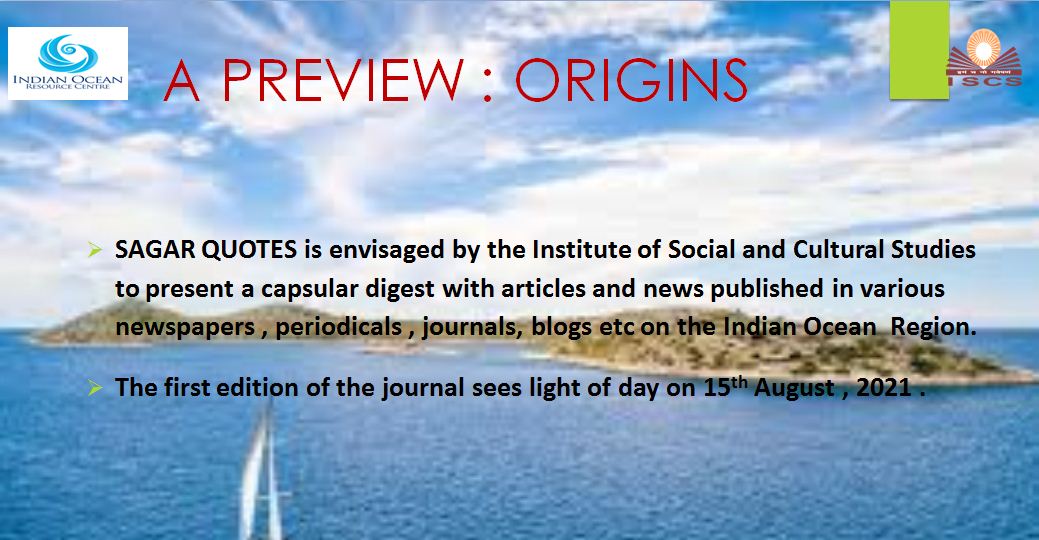 INDIAN OCEAN
RESOURCE CENTRE
A PREVIEW : ORIGINS
ISCS
SAGAR QUOTES is envisaged by the Institute of Social and Cultural Studies
to present a capsular digest with articles and news published in various
newspapers , periodicals , journals, blogs etc on the Indian Ocean Region.
The first edition of the journal sees light of day on 15th August , 2021 .